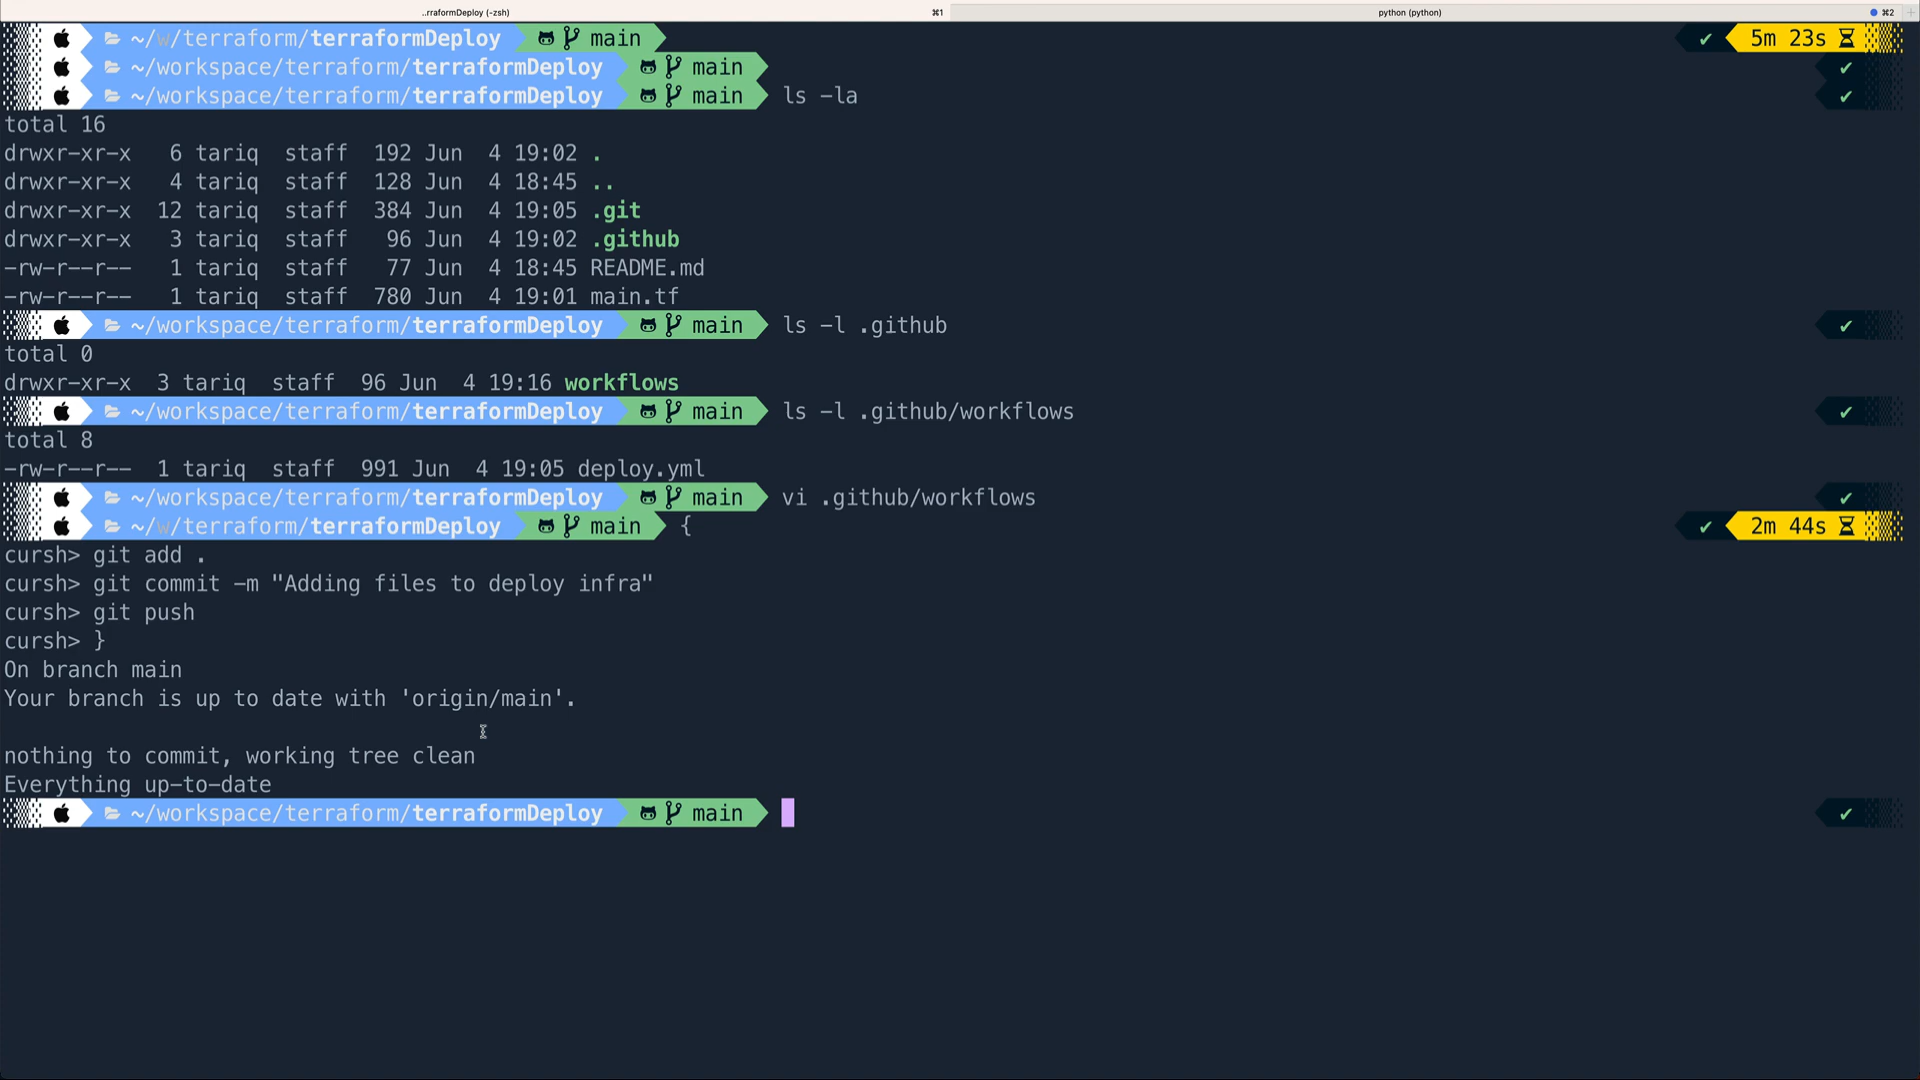 ..rraformDeploy (-zsh) ⌘1 python (python) ⌘2
~/w/terraform/terraformDeploy main ✔ 5m 23s
~/workspace/terraform/terraformDeploy main ✔
~/workspace/terraform/terraformDeploy main ls -la ✔
total 16
drwxr-xr-x 6 tariq staff 192 Jun 4 19:02 .
drwxr-xr-x 4 tariq staff 128 Jun 4 18:45 ..
drwxr-xr-x 12 tariq staff 384 Jun 4 19:05 .git
drwxr-xr-x 3 tariq staff 96 Jun 4 19:02 .github
-rw-r--r-- 1 tariq staff 77 Jun 4 18:45 README.md
-rw-r--r-- 1 tariq staff 780 Jun 4 19:01 main.tf
~/workspace/terraform/terraformDeploy main ls -l .github ✔
total 0
drwxr-xr-x 3 tariq staff 96 Jun 4 19:16 workflows
~/workspace/terraform/terraformDeploy main ls -l .github/workflows ✔
total 8
-rw-r--r-- 1 tariq staff 991 Jun 4 19:05 deploy.yml
~/workspace/terraform/terraformDeploy main vi .github/workflows ✔
~/w/terraform/terraformDeploy main { ✔ 2m 44s
cursh> git add .
cursh> git commit -m "Adding files to deploy infra"
cursh> git push
cursh> }
On branch main
Your branch is up to date with 'origin/main'.
nothing to commit, working tree clean
Everything up-to-date
~/workspace/terraform/terraformDeploy main ✔